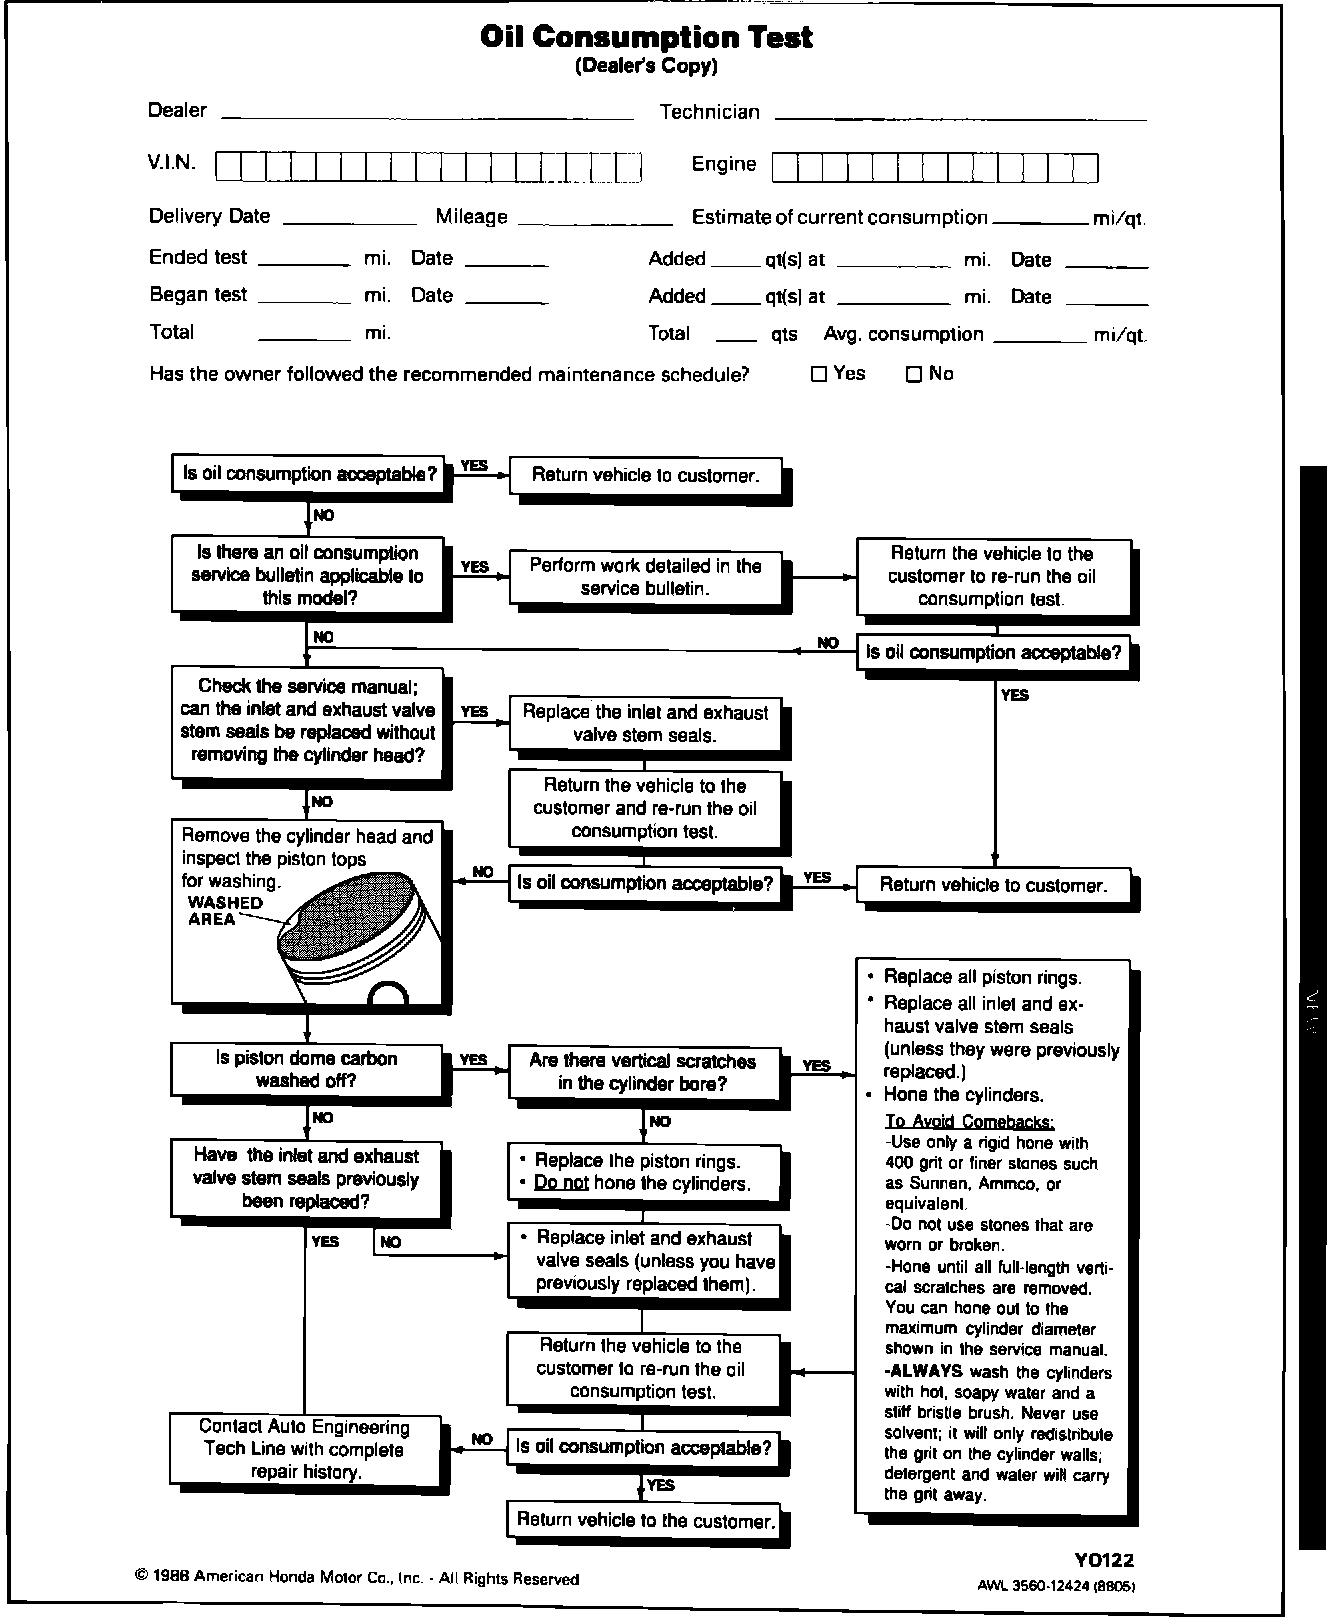 Oil Consumption Test
(Dealer's Copy)
Dealer Technician
V.I.N. Engine
Delivery Date Mileage Estimate of current consumption mi/qt.
Ended test mi. Date Added qt(s) at mi. Date
Began test mi. Date Added qt(s) at mi. Date
Total mi. Total qts Avg. consumption mi/qt.
Has the owner followed the recommended maintenance schedule? Yes No
Is oil consumption acceptable?
YES
Return vehicle to customer.
NO
Is there an oil consumption
service bulletin applicable to
this model?
YES
Perform work detailed in the
service bulletin.
Return the vehicle to the
customer to re-run the oil
consumption test.
NO
NO
Is oil consumption acceptable?
YES
Check the service manual;
can the inlet and exhaust valve
stem seals be replaced without
removing the cylinder head?
YES
Replace the inlet and exhaust
valve stem seals.
Return the vehicle to the
customer and re-run the oil
consumption test.
NO
Remove the cylinder head and
inspect the piston tops
for washing.
WASHED
AREA
NO
Is oil consumption acceptable?
YES
Return vehicle to customer.
Is piston dome carbon
washed off?
YES
Are there vertical scratches
in the cylinder bore?
YES
• Replace all piston rings.
• Replace all inlet and ex-
haust valve stem seals
(unless they were previously
replaced.)
• Hone the cylinders.
To Avoid Comebacks:
-Use only a rigid hone with
400 grit or finer stones such
as Sunnen, Ammco, or
equivalent.
-Do not use stones that are
worn or broken.
-Hone until all full-length verti-
cal scratches are removed.
You can hone out to the
maximum cylinder diameter
shown in the service manual.
-ALWAYS wash the cylinders
with hot, soapy water and a
stiff bristle brush. Never use
solvent; it will only redistribute
the grit on the cylinder walls;
detergent and water will carry
the grit away.
NO
NO
Have the inlet and exhaust
valve stem seals previously
been replaced?
• Replace the piston rings.
• Do not hone the cylinders.
YES
NO
• Replace inlet and exhaust
valve seals (unless you have
previously replaced them).
Return the vehicle to the
customer to re-run the oil
consumption test.
Contact Auto Engineering
Tech Line with complete
repair history.
NO
Is oil consumption acceptable?
YES
Return vehicle to the customer.
YO122
© 1988 American Honda Motor Co., Inc. - All Rights Reserved
AWL 3560-12424 (8805)